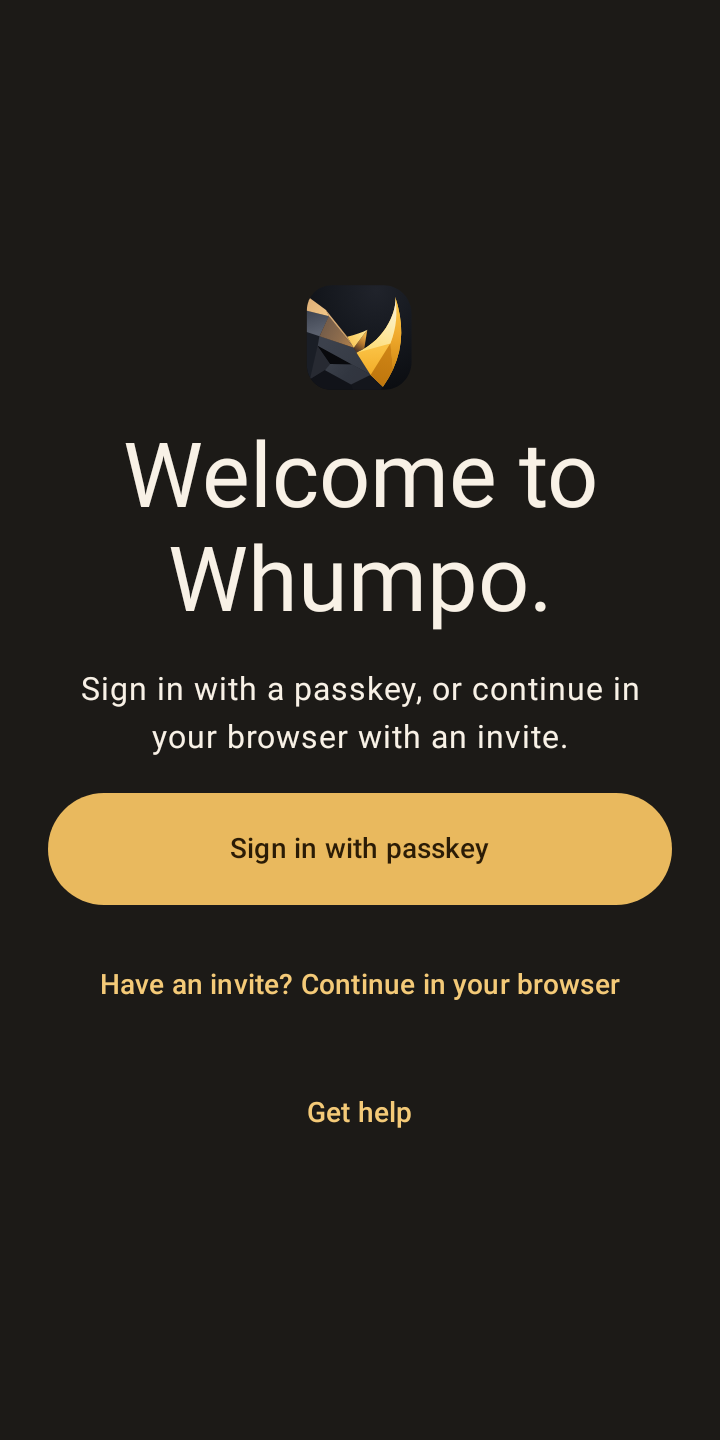 Welcome to
Whumpo.
Sign in with a passkey, or continue in
your browser with an invite.
Sign in with passkey
Have an invite? Continue in your browser
Get help